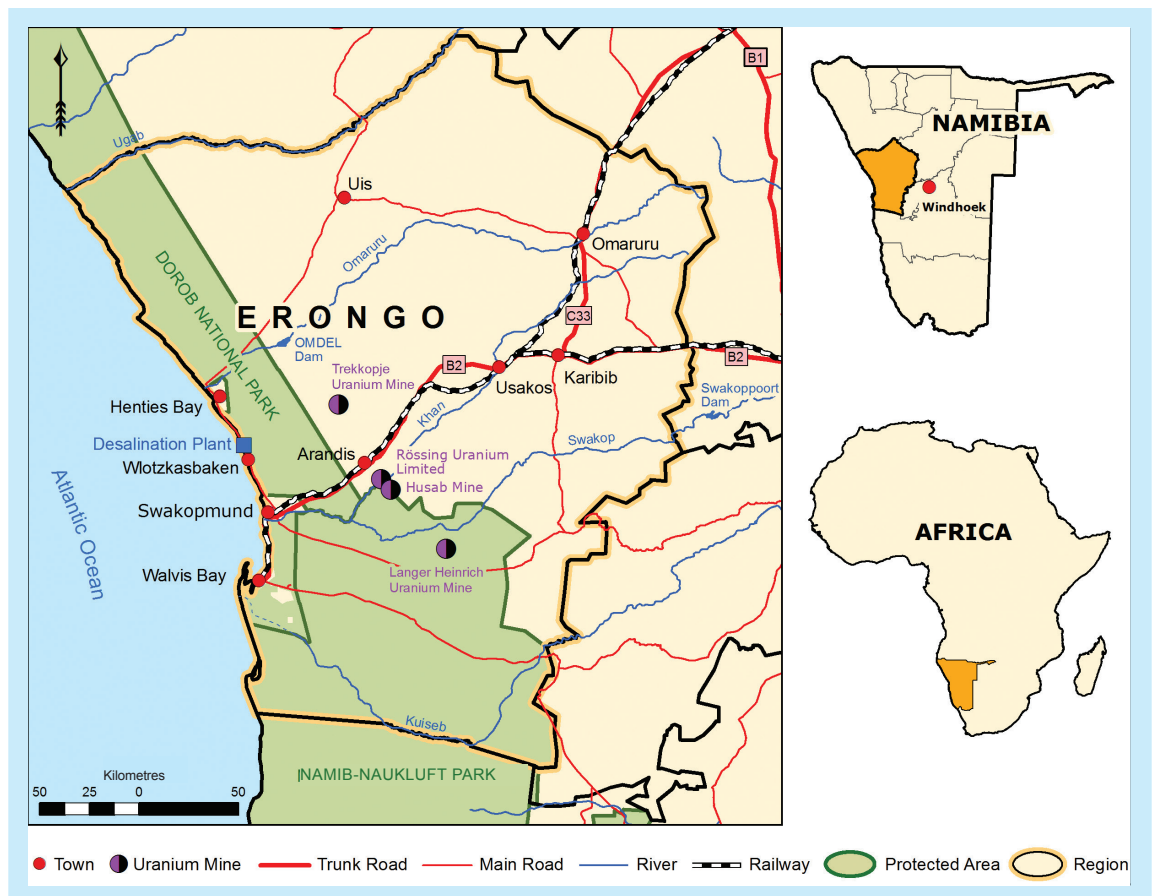 B1
Ugab
Uis
Omaruru
Omaruru
DOROB NATIONAL PARK
ERONGO
C33
OMDEL
Dam
Trekkopje
Uranium Mine
B2
B2
Usakos
Karibib
Henties Bay
Khan
Swakoppoort
Dam
Desalination Plant
Swakop
Wlotzkasbaken
Arandis
Rössing Uranium
Limited
Husab Mine
Swakopmund
Atlantic Ocean
Walvis Bay
Langer Heinrich
Uranium Mine
Kuiseb
NAMIB-NAUKLUFT PARK
Kilometres
50 25 0 50
NAMIBIA
Windhoek
AFRICA
Town Uranium Mine Trunk Road Main Road River Railway Protected Area Region